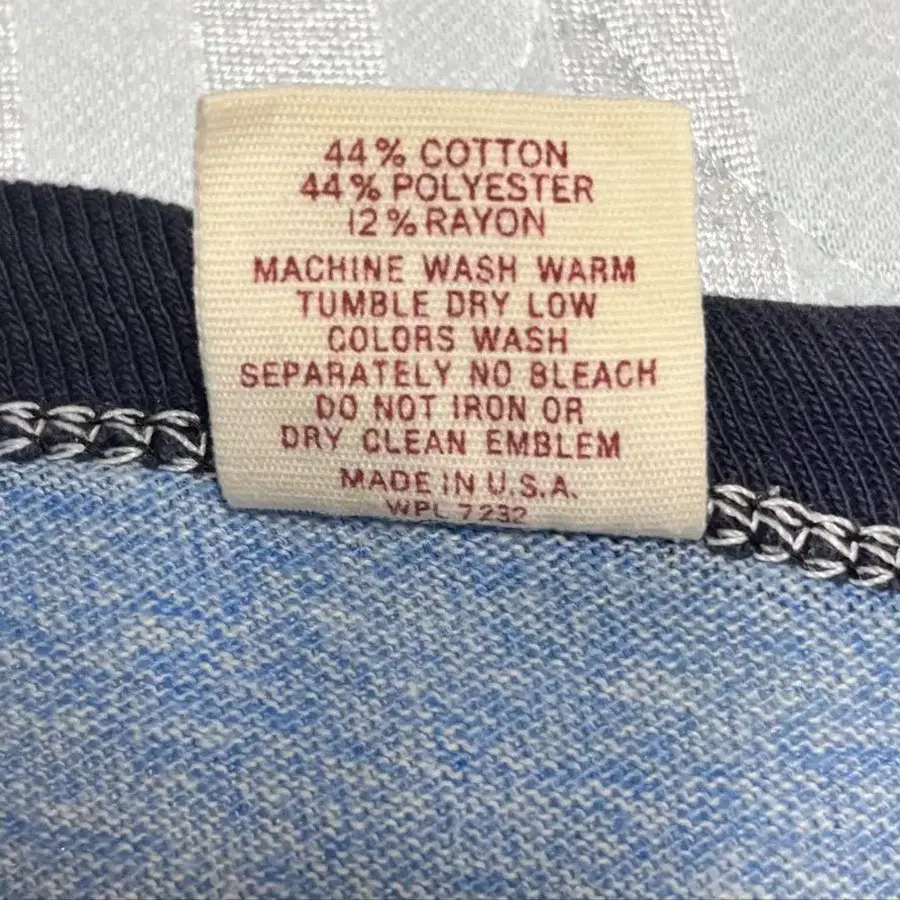 44% COTTON
44% POLYESTER
12% RAYON
MACHINE WASH WARM
TUMBLE DRY LOW
COLORS WASH
SEPARATELY NO BLEACH
DO NOT IRON OR
DRY CLEAN EMBLEM
MADE IN U.S.A.
WPL 7232